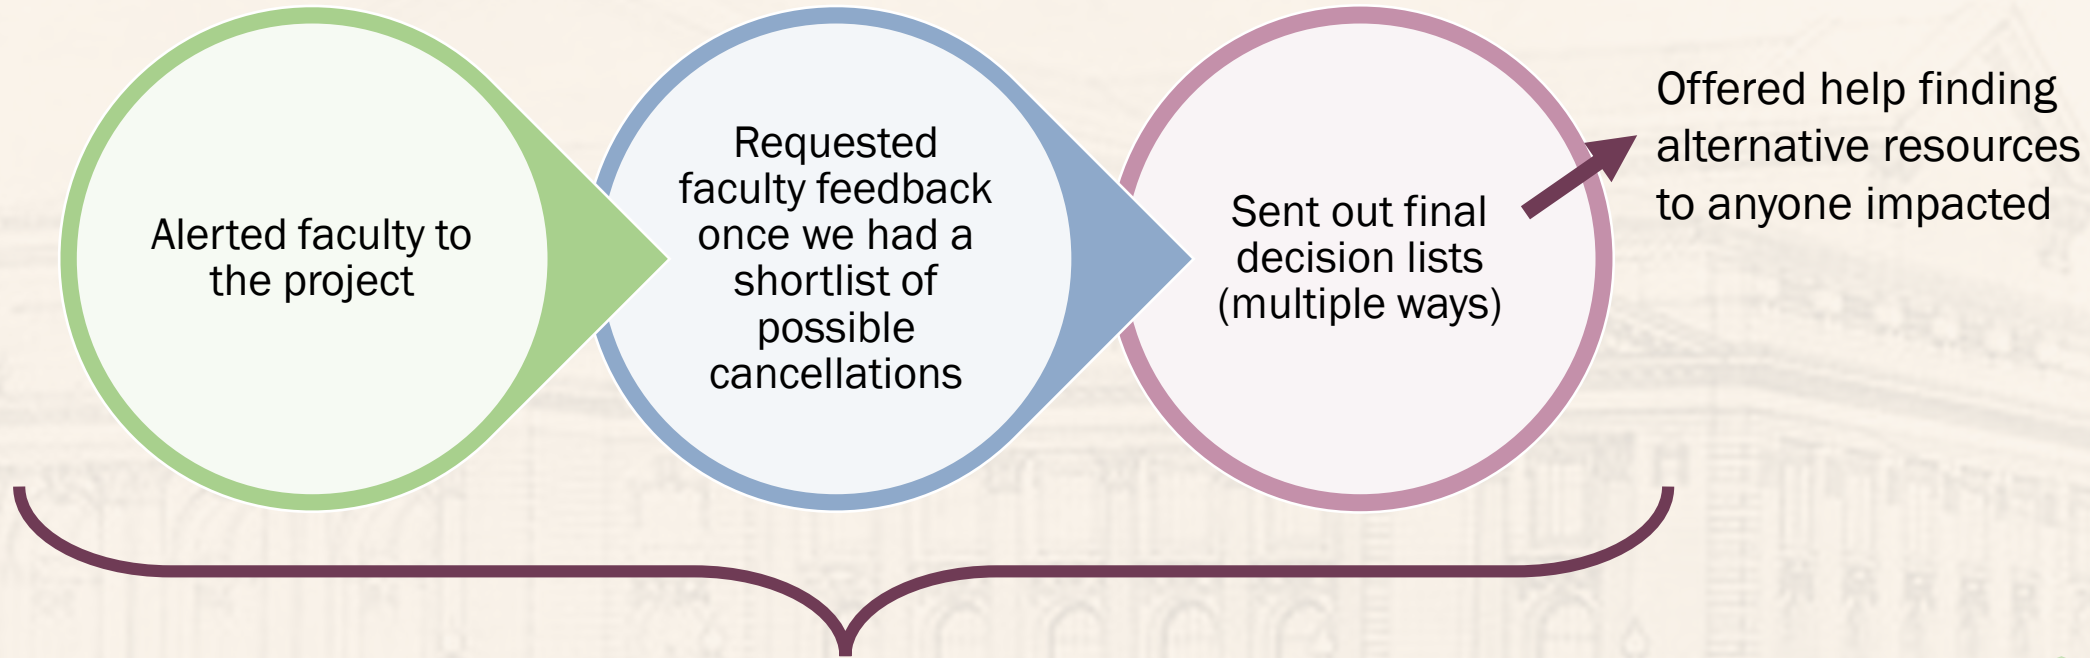 Alerted faculty to
the project
Requested
faculty feedback
once we had a
shortlist of
possible
cancellations
Sent out final
decision lists
(multiple ways)
Offered help finding
alternative resources
to anyone impacted